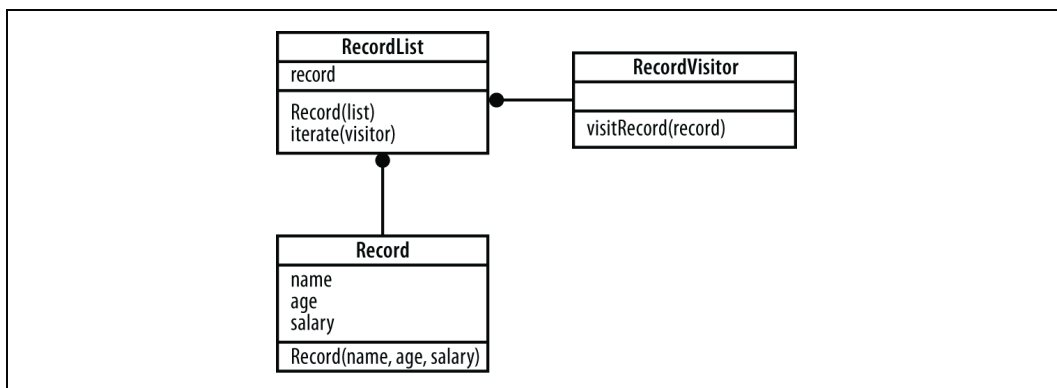 RecordList
record
Record(list)
iterate(visitor)
RecordVisitor
visitRecord(record)
Record
name
age
salary
Record(name, age, salary)